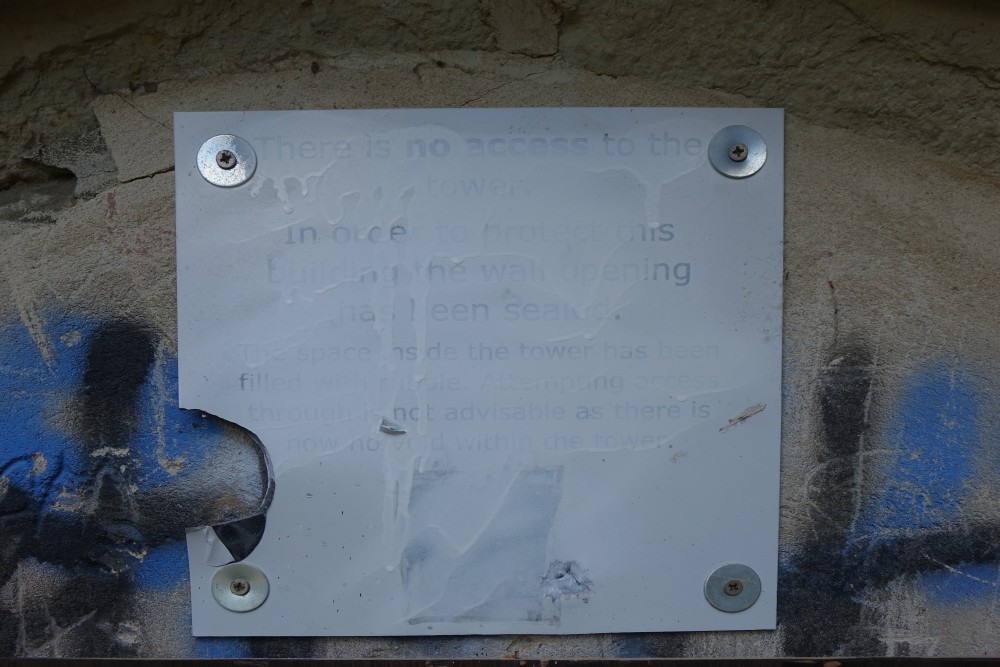 There is no access to the
tower.
In order to protect this
building the wall opening
has been sealed.
The space inside the tower has been
filled with rubble. Attempting access
through is not advisable as there is
now no void within the tower.